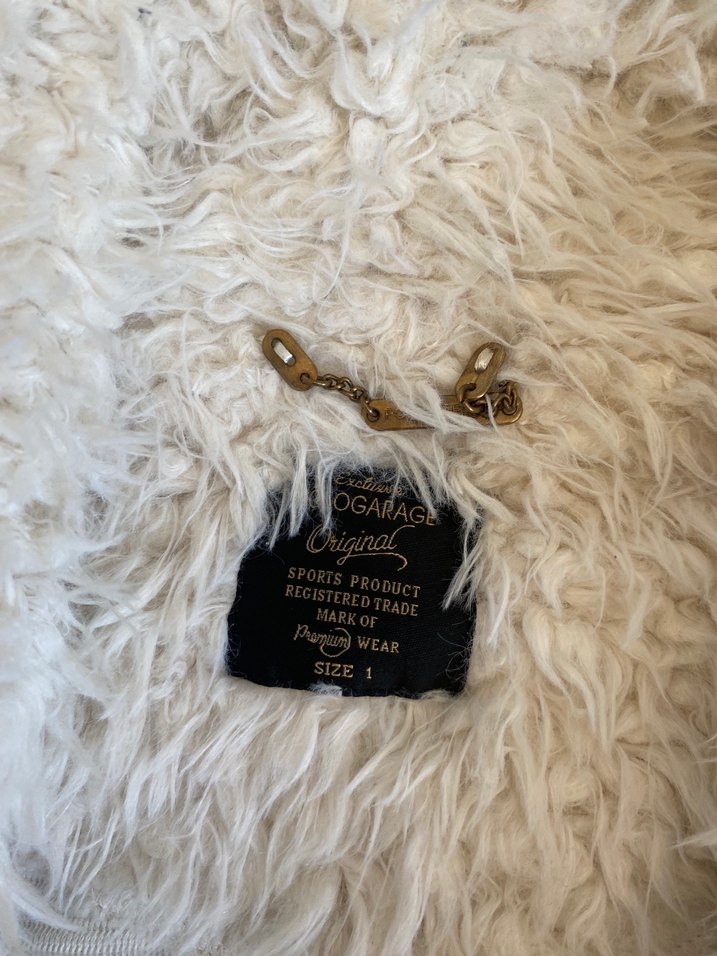 Exclusive
OGARAGE
Original
SPORTS PRODUCT
REGISTERED TRADE
MARK OF
Premium WEAR
SIZE 1